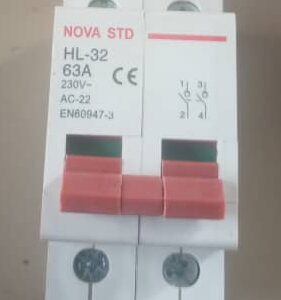 NOVA STD
HL-32
63A CE
230V~
AC-22
EN60947-3
1 3
2 4